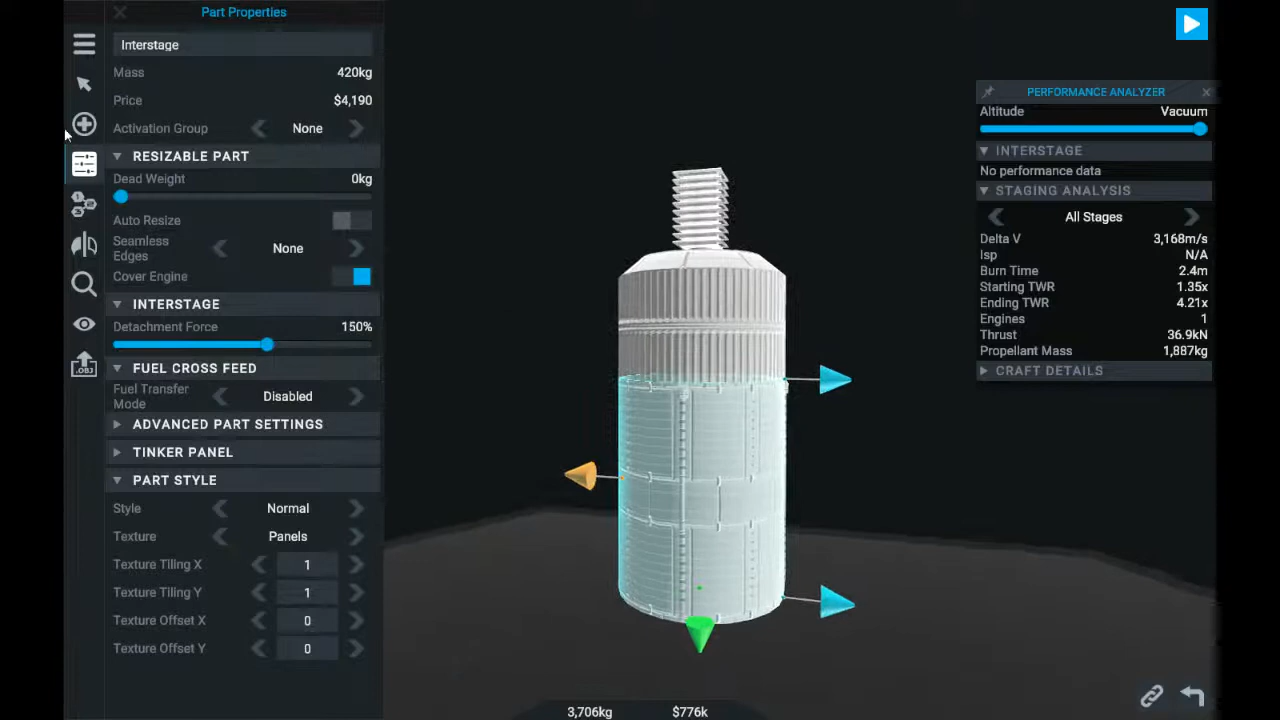 Part Properties
Interstage
Mass 420kg
Price $4,190
Activation Group None
RESIZABLE PART
Dead Weight 0kg
Auto Resize
Seamless Edges None
Cover Engine
INTERSTAGE
Detachment Force 150%
FUEL CROSS FEED
Fuel Transfer Mode Disabled
ADVANCED PART SETTINGS
TINKER PANEL
PART STYLE
Style Normal
Texture Panels
Texture Tiling X 1
Texture Tiling Y 1
Texture Offset X 0
Texture Offset Y 0
.OBJ
3,706kg $776k
PERFORMANCE ANALYZER
Altitude Vacuum
INTERSTAGE
No performance data
STAGING ANALYSIS
All Stages
Delta V 3,168m/s
Isp N/A
Burn Time 2.4m
Starting TWR 1.35x
Ending TWR 4.21x
Engines 1
Thrust 36.9kN
Propellant Mass 1,887kg
CRAFT DETAILS